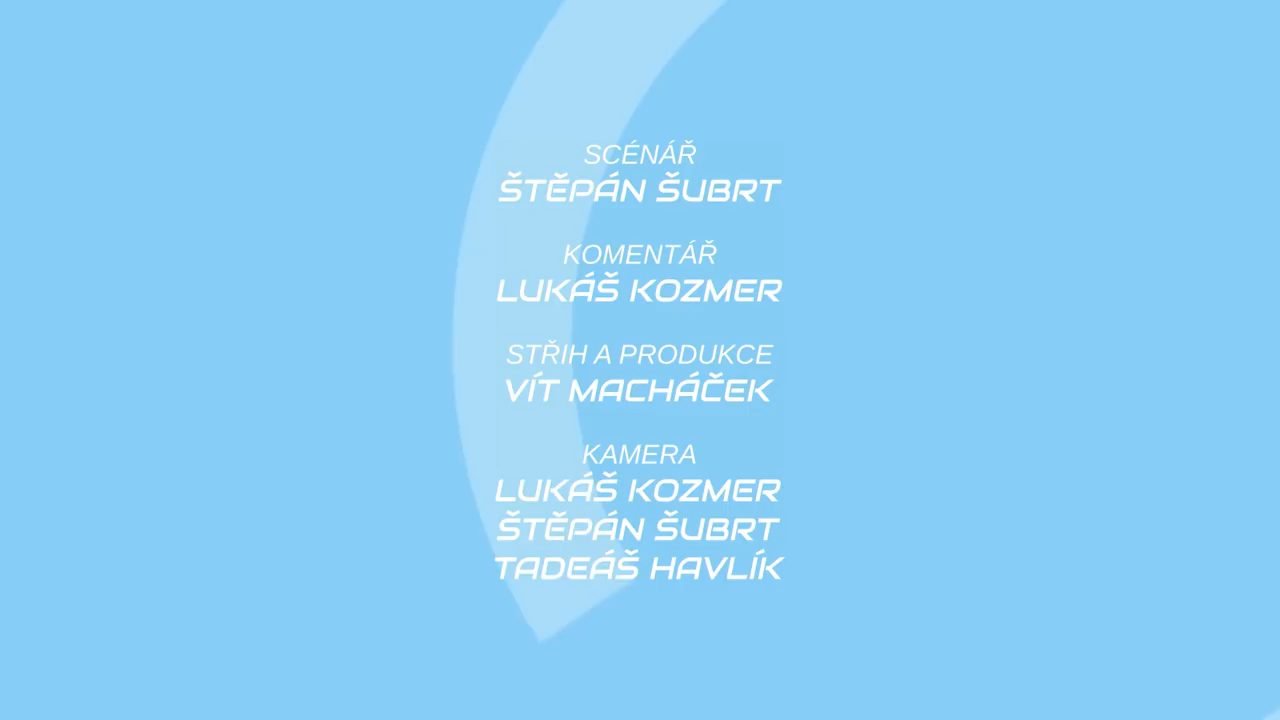 SCÉNÁŘ
ŠTĚPÁN ŠUBRT
KOMENTÁŘ
LUKÁŠ KOZMER
STŘIH A PRODUKCE
VÍT MACHÁČEK
KAMERA
LUKÁŠ KOZMER
ŠTĚPÁN ŠUBRT
TADEÁŠ HAVLÍK